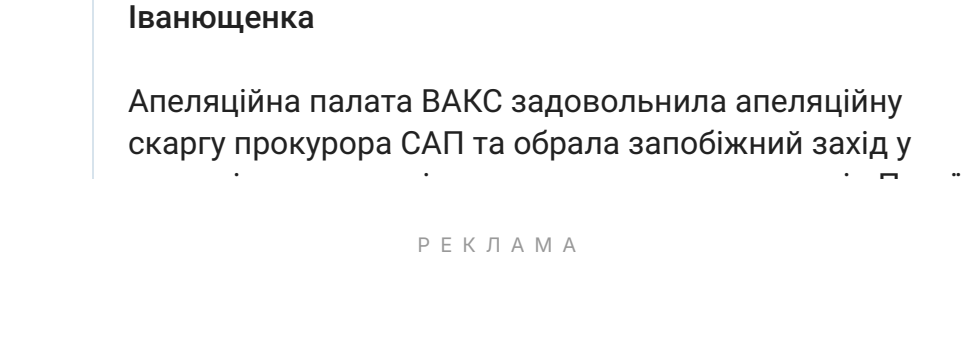 Іванющенка
Апеляційна палата ВАКС задовольнила апеляційну
скаргу прокурора САП та обрала запобіжний захід у
РЕКЛАМА